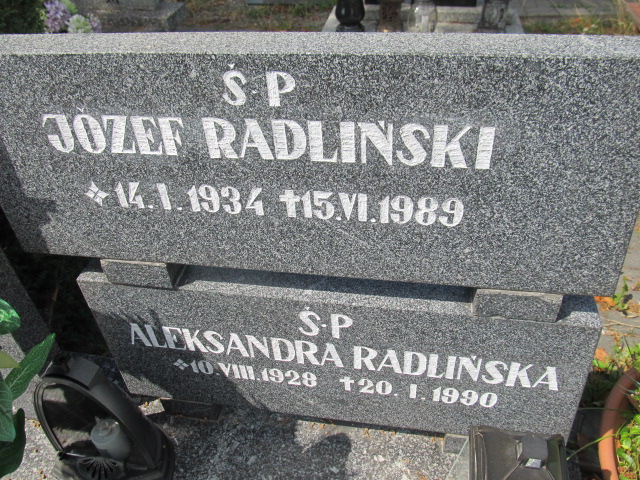 Ś.P
JÓZEF RADLIŃSKI
14.I.1934 ✝15.VI.1989
Ś.P
ALEKSANDRA RADLIŃSKA
*10.VIII.1928 ✝20.I.1990